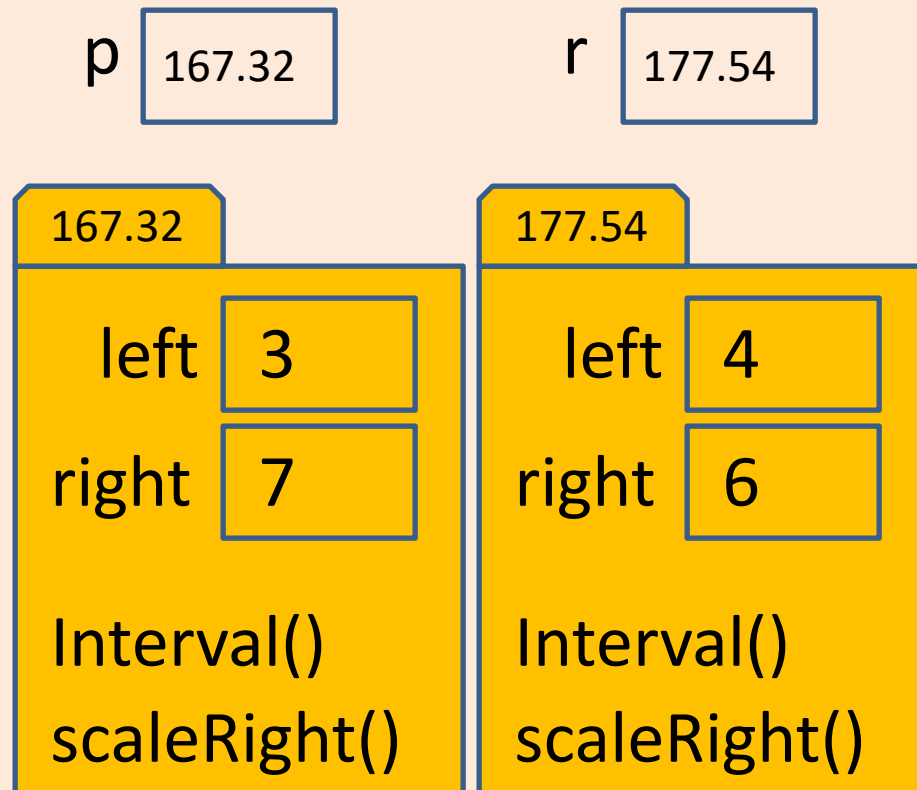 p 167.32 r 177.54
167.32 177.54
left 3 left 4
right 7 right 6
Interval() Interval()
scaleRight() scaleRight()